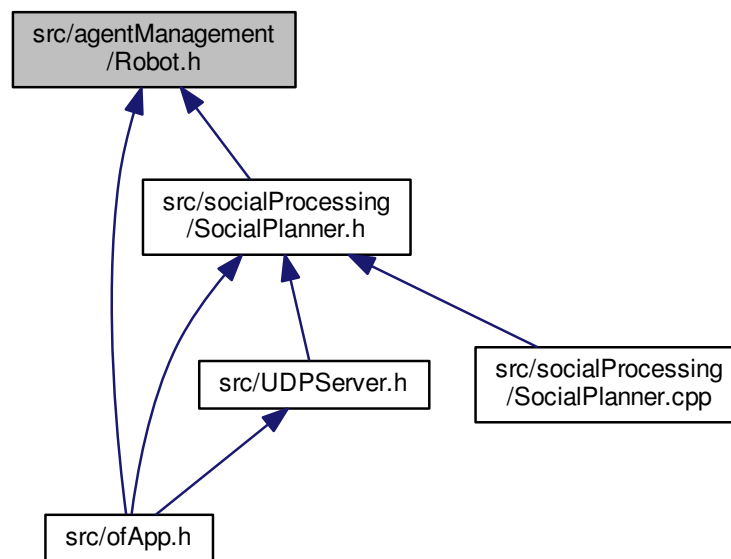 src/agentManagement
/Robot.h
src/socialProcessing
/SocialPlanner.h
src/UDPServer.h
src/socialProcessing
/SocialPlanner.cpp
src/ofApp.h